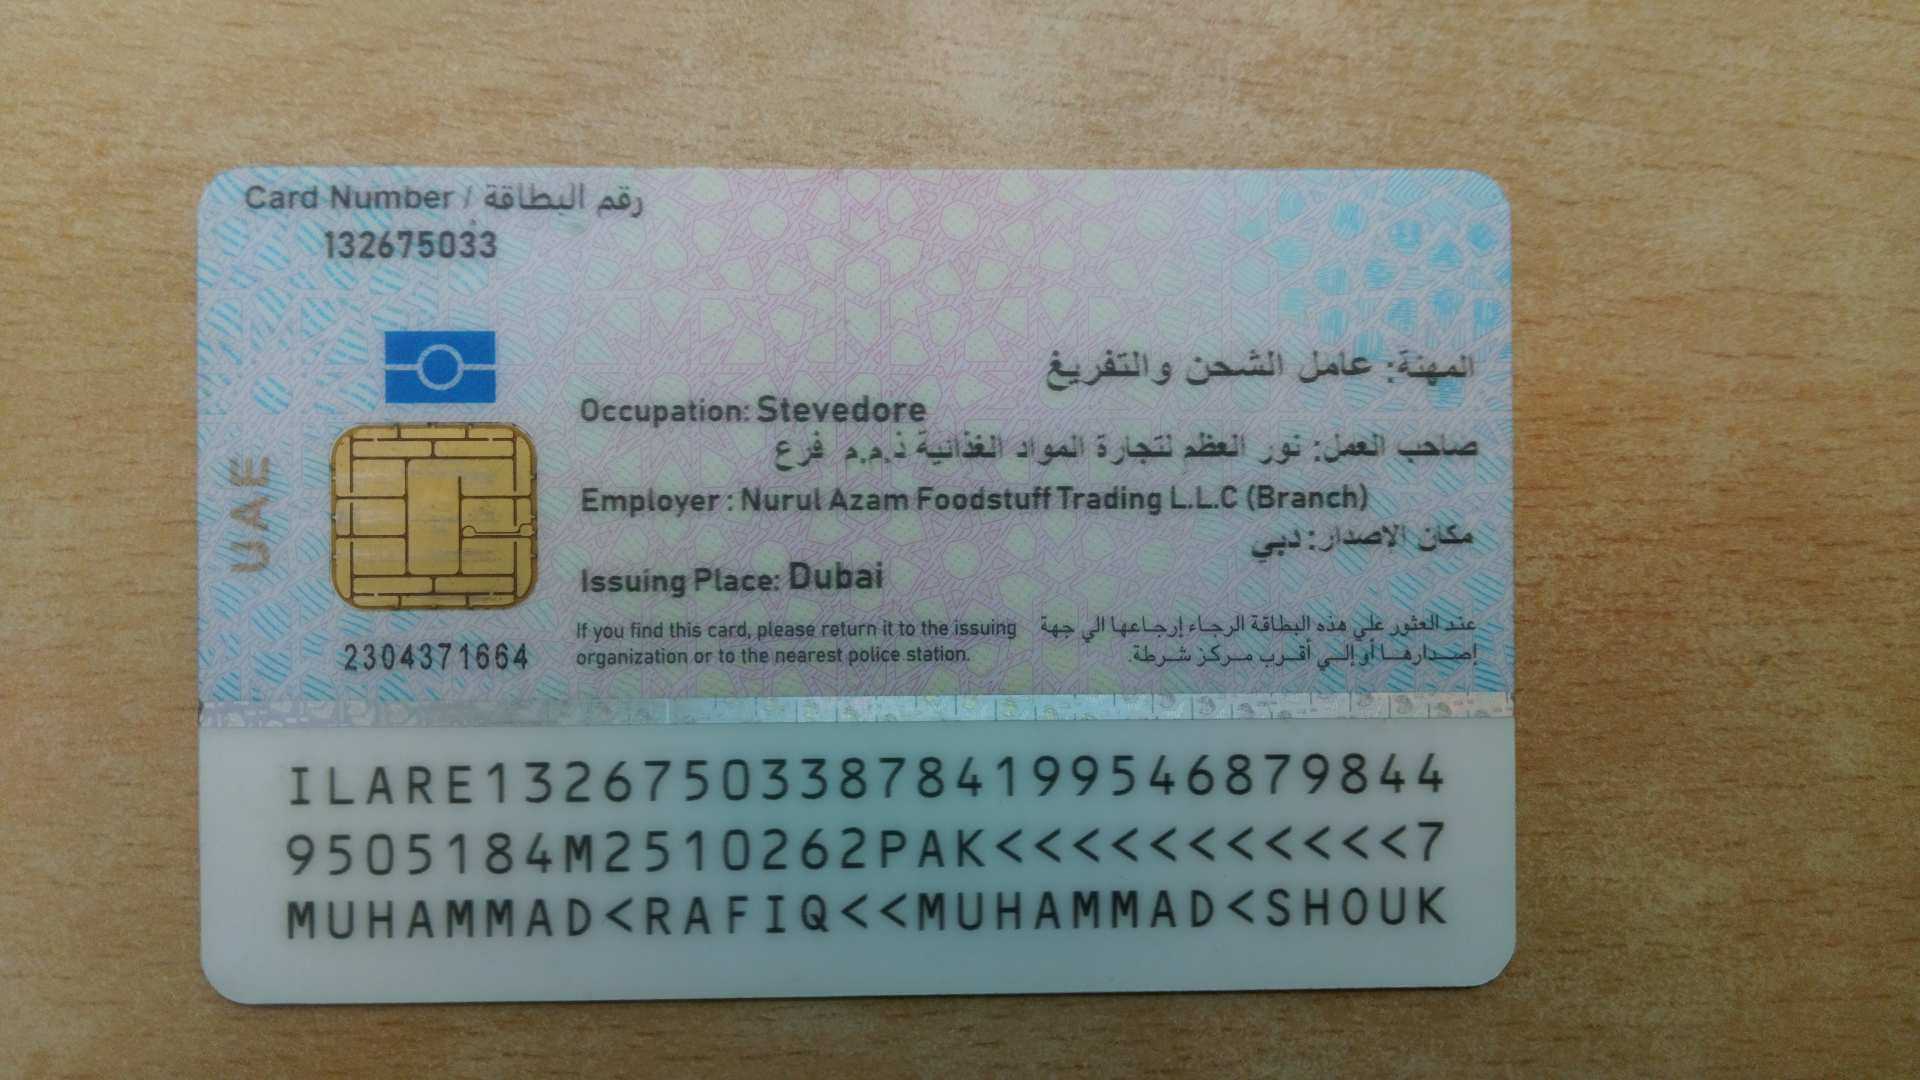 Card Number / رقم البطاقة
132675033
المهنة: عامل الشحن والتفريغ
Occupation: Stevedore
صاحب العمل: نور العظم لتجارة المواد الغذائية ذ.م.م فرع
Employer : Nurul Azam Foodstuff Trading L.L.C (Branch)
مكان الاصدار: دبي
Issuing Place: Dubai
UAE
2304371664
If you find this card, please return it to the issuing
organization or to the nearest police station.
عند العثور علي هذه البطاقة الرجاء إرجاعها الي جهة
إصدارها أو إلي أقرب مركز شرطة.
ILARE1326750338784199546879844
9505184M2510262PAK<<<<<<<<<<<7
MUHAMMAD<RAFIQ<<MUHAMMAD<SHOUK